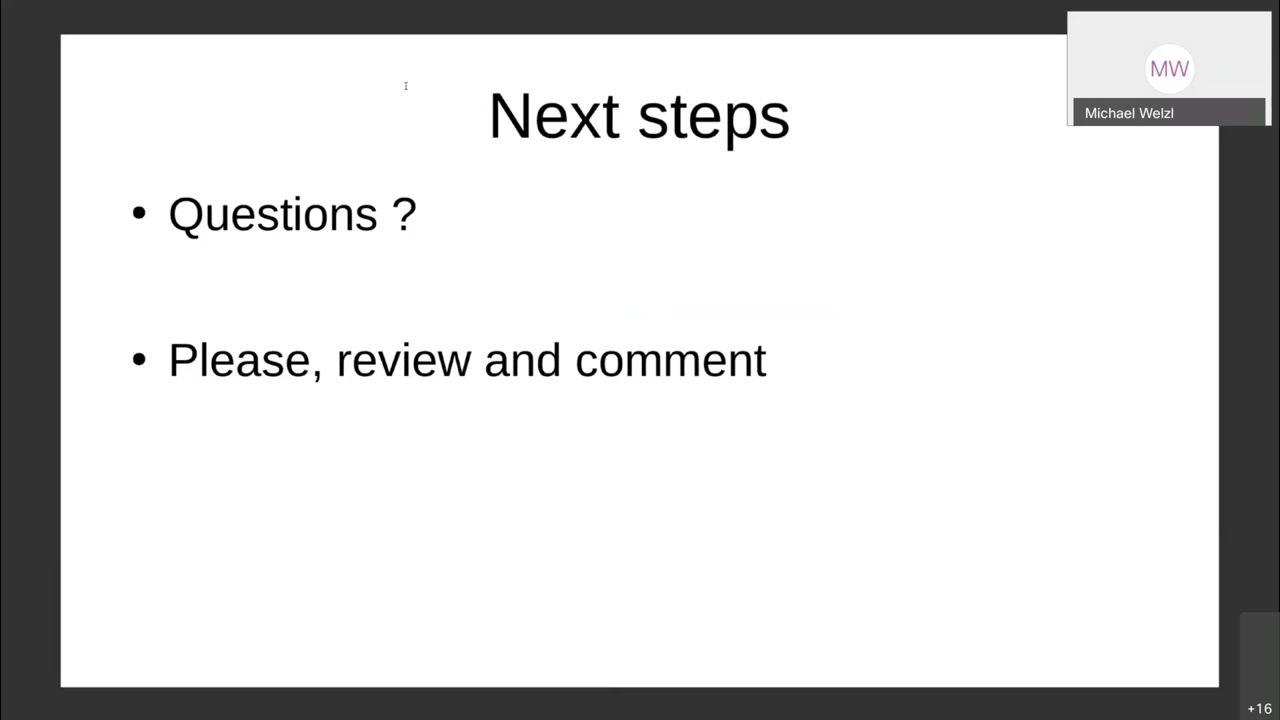 Next steps
• Questions ?
• Please, review and comment
MW
Michael Welzl
+16